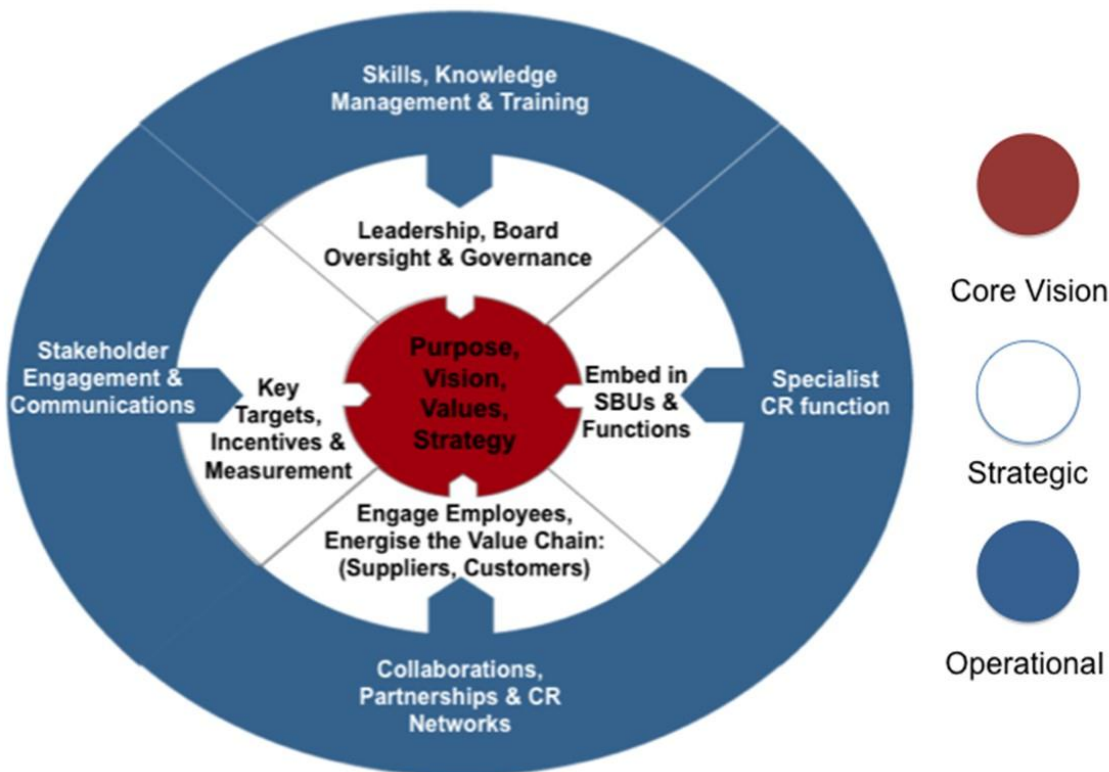 Skills, Knowledge
Management & Training
Leadership, Board
Oversight & Governance
Stakeholder
Engagement &
Communications
Key
Targets,
Incentives &
Measurement
Purpose,
Vision,
Values,
Strategy
Embed in
SBUs &
Functions
Specialist
CR function
Engage Employees,
Energise the Value Chain:
(Suppliers, Customers)
Collaborations,
Partnerships & CR
Networks
Core Vision
Strategic
Operational